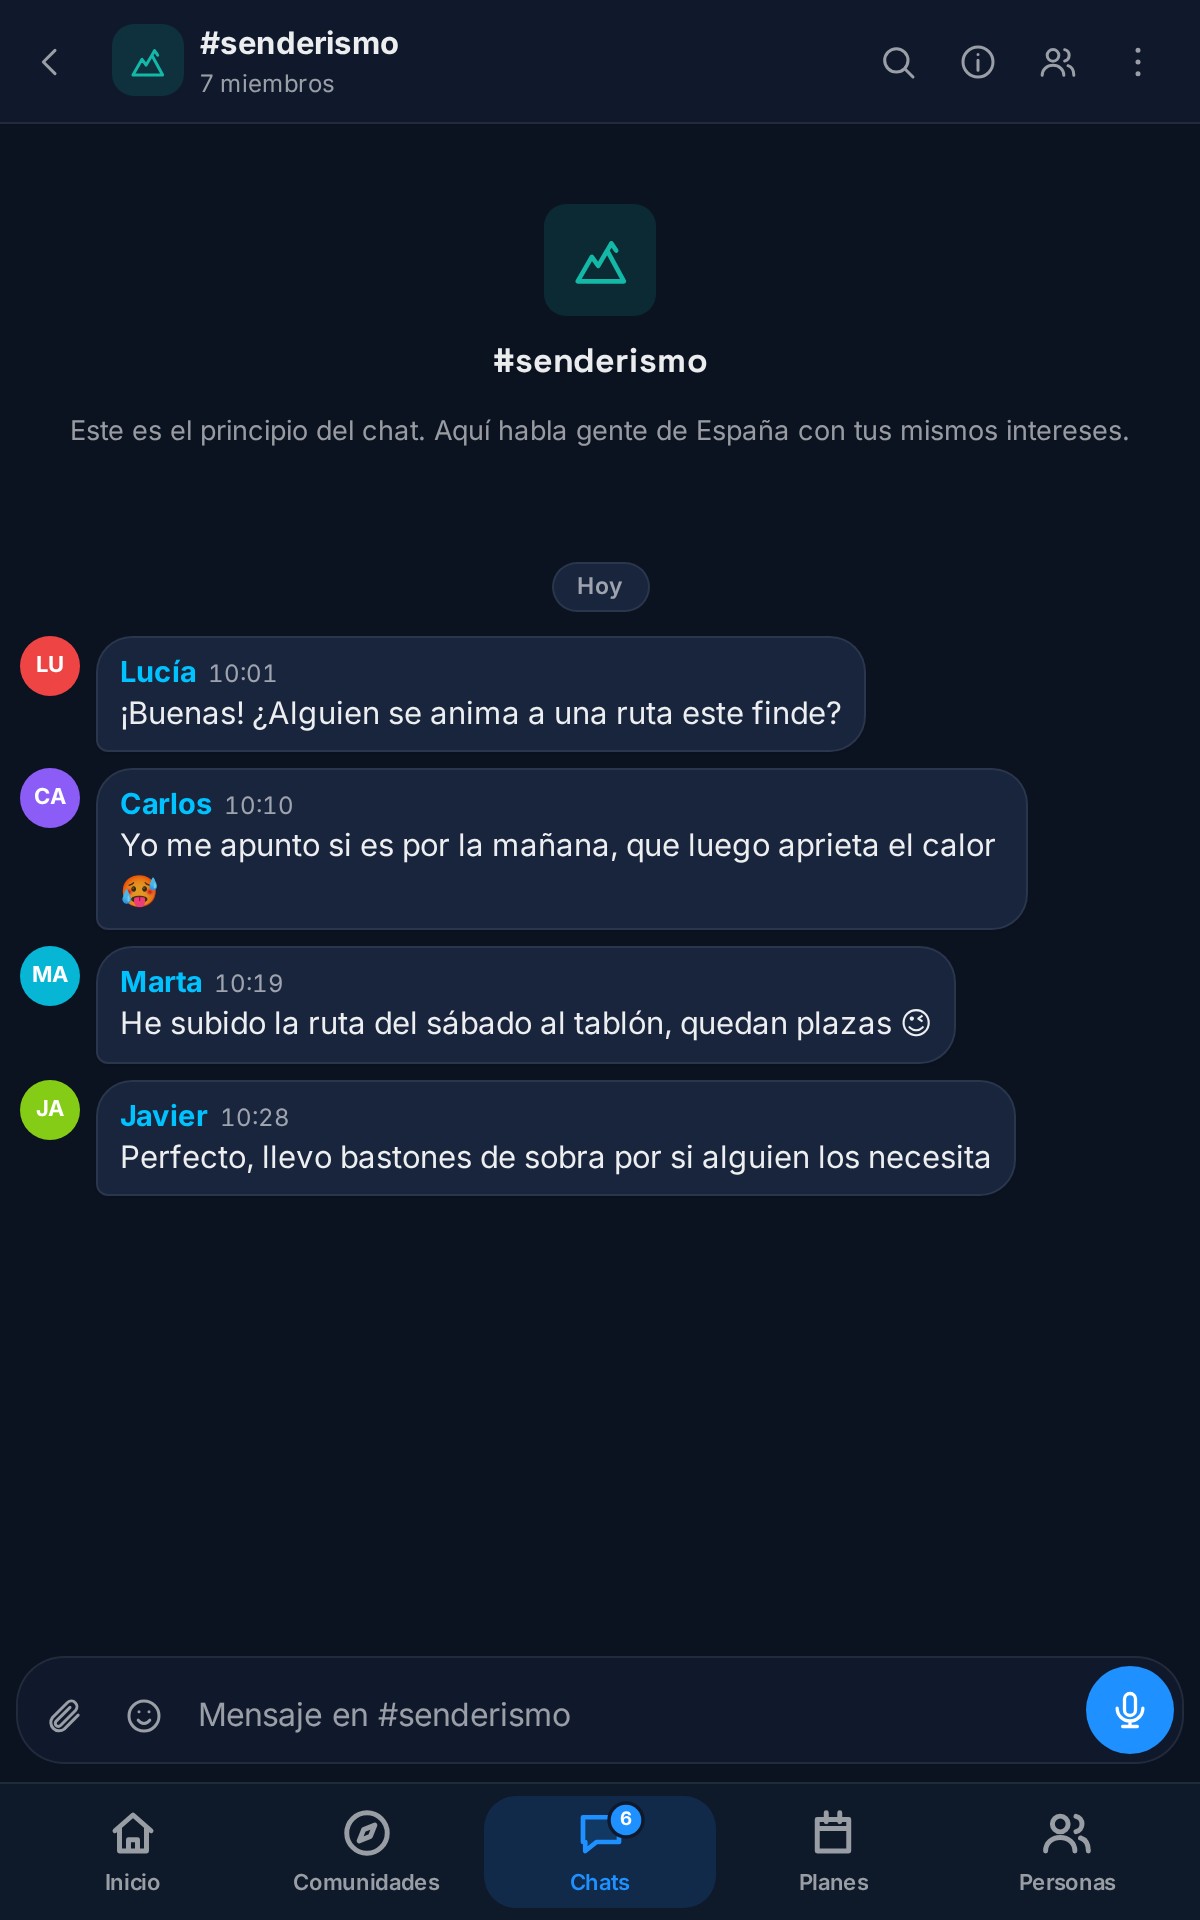 #senderismo
7 miembros
#senderismo
Este es el principio del chat. Aquí habla gente de España con tus mismos intereses.
Hoy
LU
Lucía 10:01
¡Buenas! ¿Alguien se anima a una ruta este finde?
CA
Carlos 10:10
Yo me apunto si es por la mañana, que luego aprieta el calor
🥵
MA
Marta 10:19
He subido la ruta del sábado al tablón, quedan plazas 😉
JA
Javier 10:28
Perfecto, llevo bastones de sobra por si alguien los necesita
Mensaje en #senderismo
6
Inicio
Comunidades
Chats
Planes
Personas